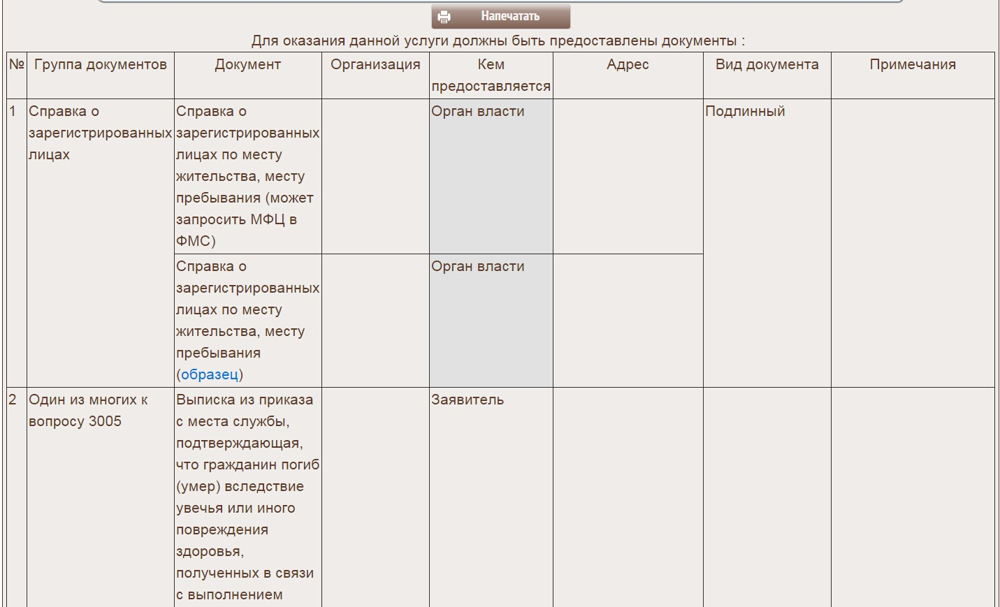 Напечатать
Для оказания данной услуги должны быть предоставлены документы :
№
Группа документов
Документ
Организация
Кем
предоставляется
Адрес
Вид документа
Примечания
1
Справка о
зарегистрированных
лицах
Справка о
зарегистрированных
лицах по месту
жительства, месту
пребывания (может
запросить МФЦ в
ФМС)
Орган власти
Подлинный
Справка о
зарегистрированных
лицах по месту
жительства, месту
пребывания
(образец)
Орган власти
2
Один из многих к
вопросу 3005
Выписка из приказа
с места службы,
подтверждающая,
что гражданин погиб
(умер) вследствие
увечья или иного
повреждения
здоровья,
полученных в связи
с выполнением
Заявитель